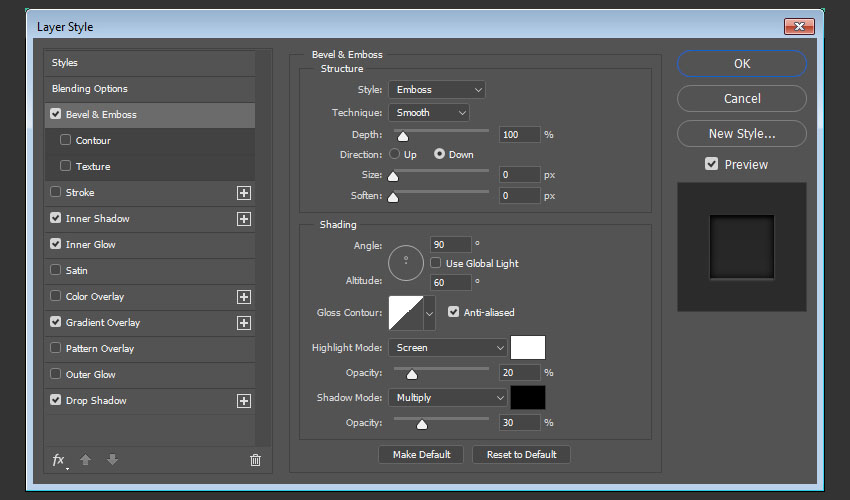 Layer Style
Styles
Blending Options
Bevel & Emboss
Contour
Texture
Stroke
Inner Shadow
Inner Glow
Satin
Color Overlay
Gradient Overlay
Pattern Overlay
Outer Glow
Drop Shadow
fx
Bevel & Emboss
Structure
Style: Emboss
Technique: Smooth
Depth: 100 %
Direction: Up Down
Size: 0 px
Soften: 0 px
Shading
Angle: 90 °
Use Global Light
Altitude: 60 °
Gloss Contour: Anti-aliased
Highlight Mode: Screen
Opacity: 20 %
Shadow Mode: Multiply
Opacity: 30 %
Make Default Reset to Default
OK
Cancel
New Style...
Preview